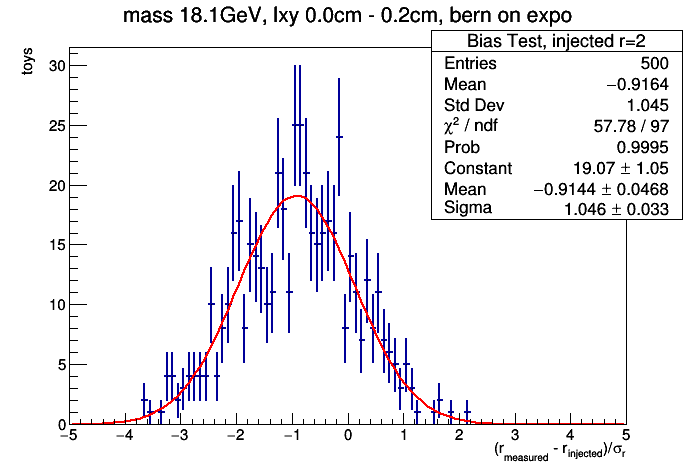 mass 18.1GeV, lxy 0.0cm - 0.2cm, bern on expo
Bias Test, injected r=2
Entries 500
Mean −0.9164
Std Dev 1.045
χ² / ndf 57.78 / 97
Prob 0.9995
Constant 19.07 ± 1.05
Mean −0.9144 ± 0.0468
Sigma 1.046 ± 0.033
toys
30
25
20
15
10
5
0
−5 −4 −3 −2 −1 0 1 2 3 4 5
(r_measured - r_injected)/σ_r